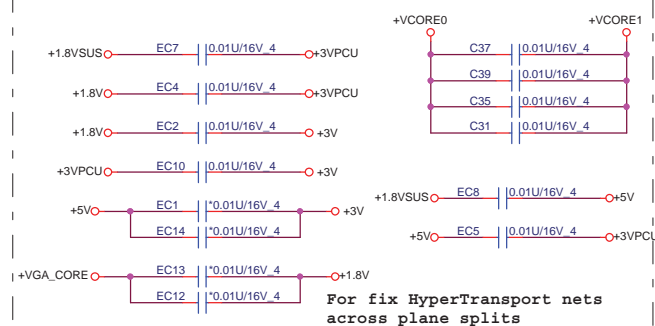 +VCORE0 +VCORE1
+1.8VSUS EC7 0.01U/16V_4 +3VPCU
C37 0.01U/16V_4
C39 0.01U/16V_4
+1.8V EC4 0.01U/16V_4 +3VPCU
C35 0.01U/16V_4
+1.8V EC2 0.01U/16V_4 +3V
C31 0.01U/16V_4
+3VPCU EC10 0.01U/16V_4 +3V
+1.8VSUS EC8 0.01U/16V_4 +5V
+5V EC1 *0.01U/16V_4 +3V
EC14 *0.01U/16V_4
+5V EC5 0.01U/16V_4 +3VPCU
+VGA_CORE EC13 *0.01U/16V_4 +1.8V
EC12 *0.01U/16V_4
For fix HyperTransport nets
across plane splits